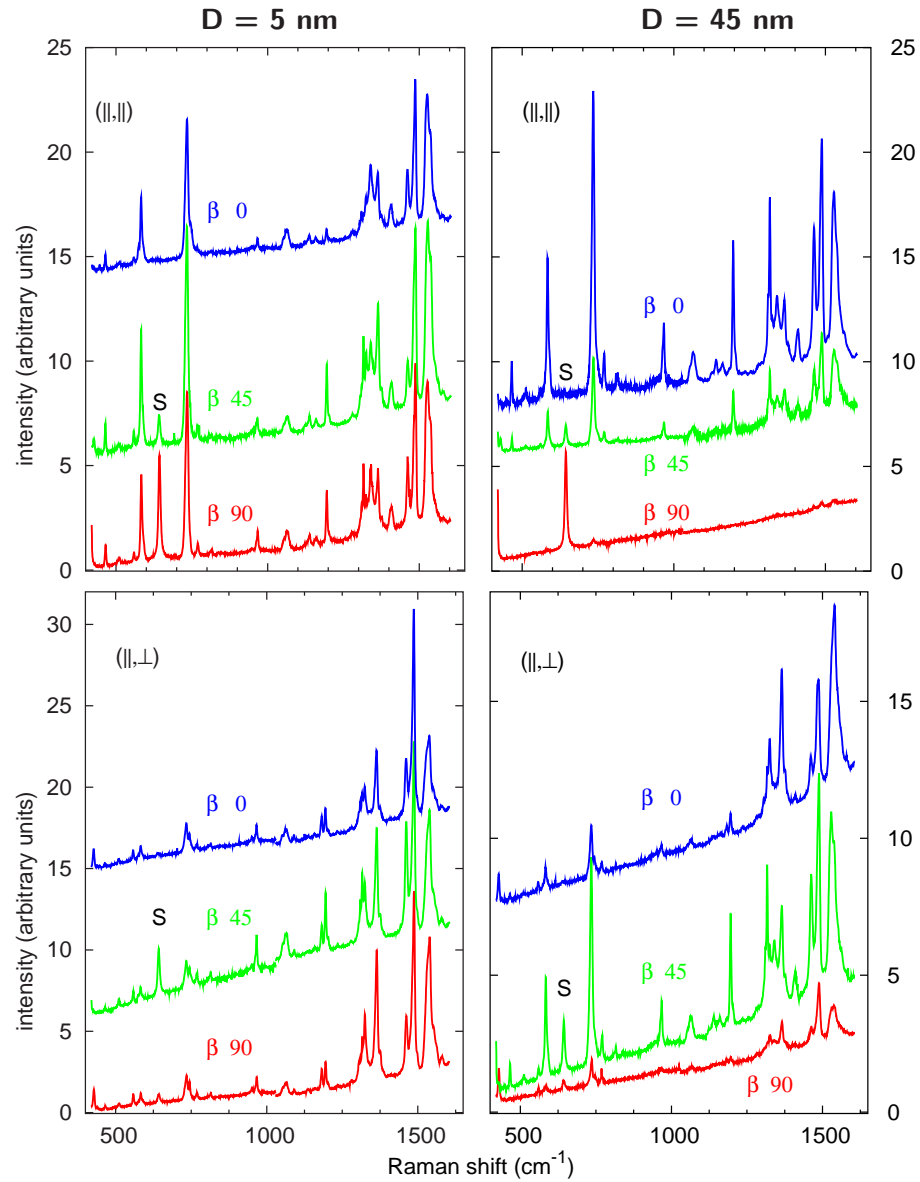 D = 5 nm
D = 45 nm
25
20
15
10
5
0
intensity (arbitrary units)
(||,||)
β 0
S
β 45
β 90
(||,||)
β 0
S
β 45
β 90
25
20
15
10
5
0
30
25
20
15
10
5
0
intensity (arbitrary units)
(||,⊥)
β 0
S
β 45
β 90
500
1000
1500
(||,⊥)
β 0
S
β 45
β 90
15
10
5
0
500
1000
1500
Raman shift (cm⁻¹)